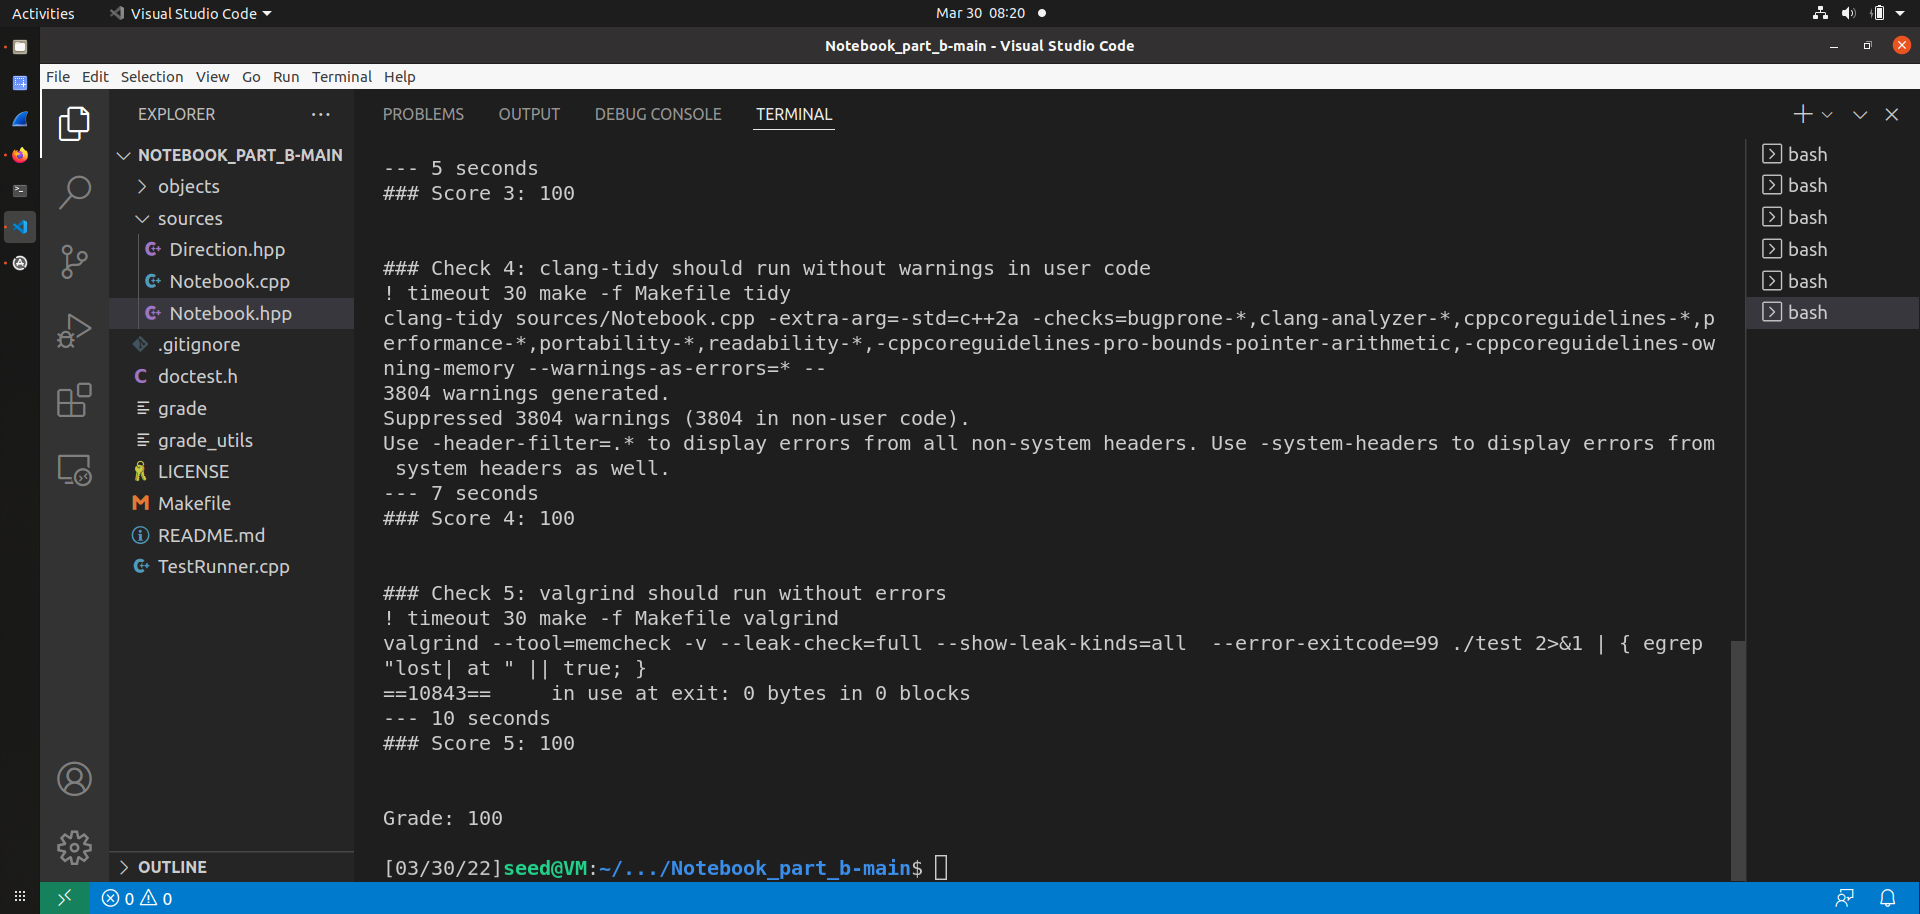 Activities
Visual Studio Code
Mar 30 08:20
Notebook_part_b-main - Visual Studio Code
File Edit Selection View Go Run Terminal Help
EXPLORER
NOTEBOOK_PART_B-MAIN
objects
sources
Direction.hpp
Notebook.cpp
Notebook.hpp
.gitignore
doctest.h
grade
grade_utils
LICENSE
Makefile
README.md
TestRunner.cpp
OUTLINE
PROBLEMS OUTPUT DEBUG CONSOLE TERMINAL
--- 5 seconds
### Score 3: 100
### Check 4: clang-tidy should run without warnings in user code
! timeout 30 make -f Makefile tidy
clang-tidy sources/Notebook.cpp -extra-arg=-std=c++2a -checks=bugprone-*,clang-analyzer-*,cppcoreguidelines-*,p
erformance-*,portability-*,readability-*,-cppcoreguidelines-pro-bounds-pointer-arithmetic,-cppcoreguidelines-ow
ning-memory --warnings-as-errors=* --
3804 warnings generated.
Suppressed 3804 warnings (3804 in non-user code).
Use -header-filter=.* to display errors from all non-system headers. Use -system-headers to display errors from
 system headers as well.
--- 7 seconds
### Score 4: 100
### Check 5: valgrind should run without errors
! timeout 30 make -f Makefile valgrind
valgrind --tool=memcheck -v --leak-check=full --show-leak-kinds=all  --error-exitcode=99 ./test 2>&1 | { egrep
"lost| at " || true; }
==10843==     in use at exit: 0 bytes in 0 blocks
--- 10 seconds
### Score 5: 100
Grade: 100
[03/30/22]seed@VM:~/.../Notebook_part_b-main$
bash
bash
bash
bash
bash
bash
0 0